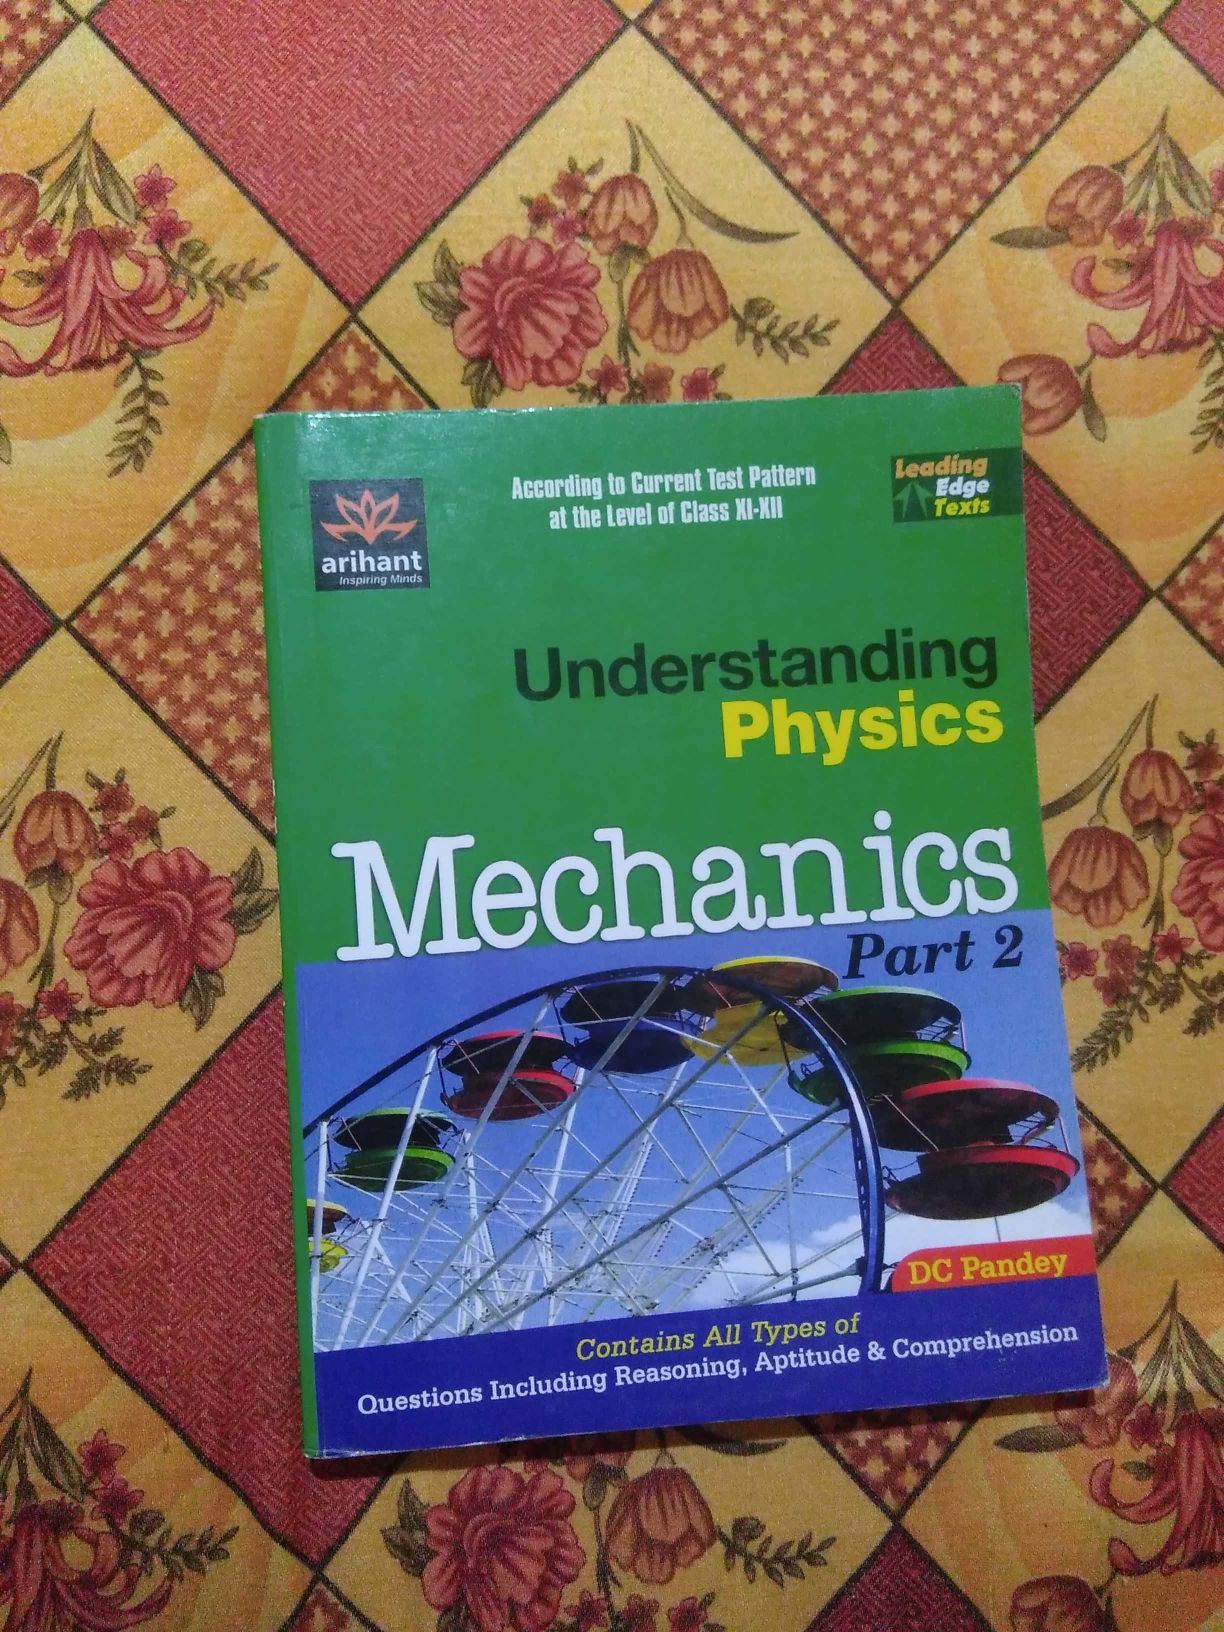 According to Current Test Pattern
at the Level of Class XI-XII
arihant
Inspiring Minds
Leading
Edge
Texts
Understanding
Physics
Mechanics
Part 2
DC Pandey
Contains All Types of
Questions Including Reasoning, Aptitude & Comprehension